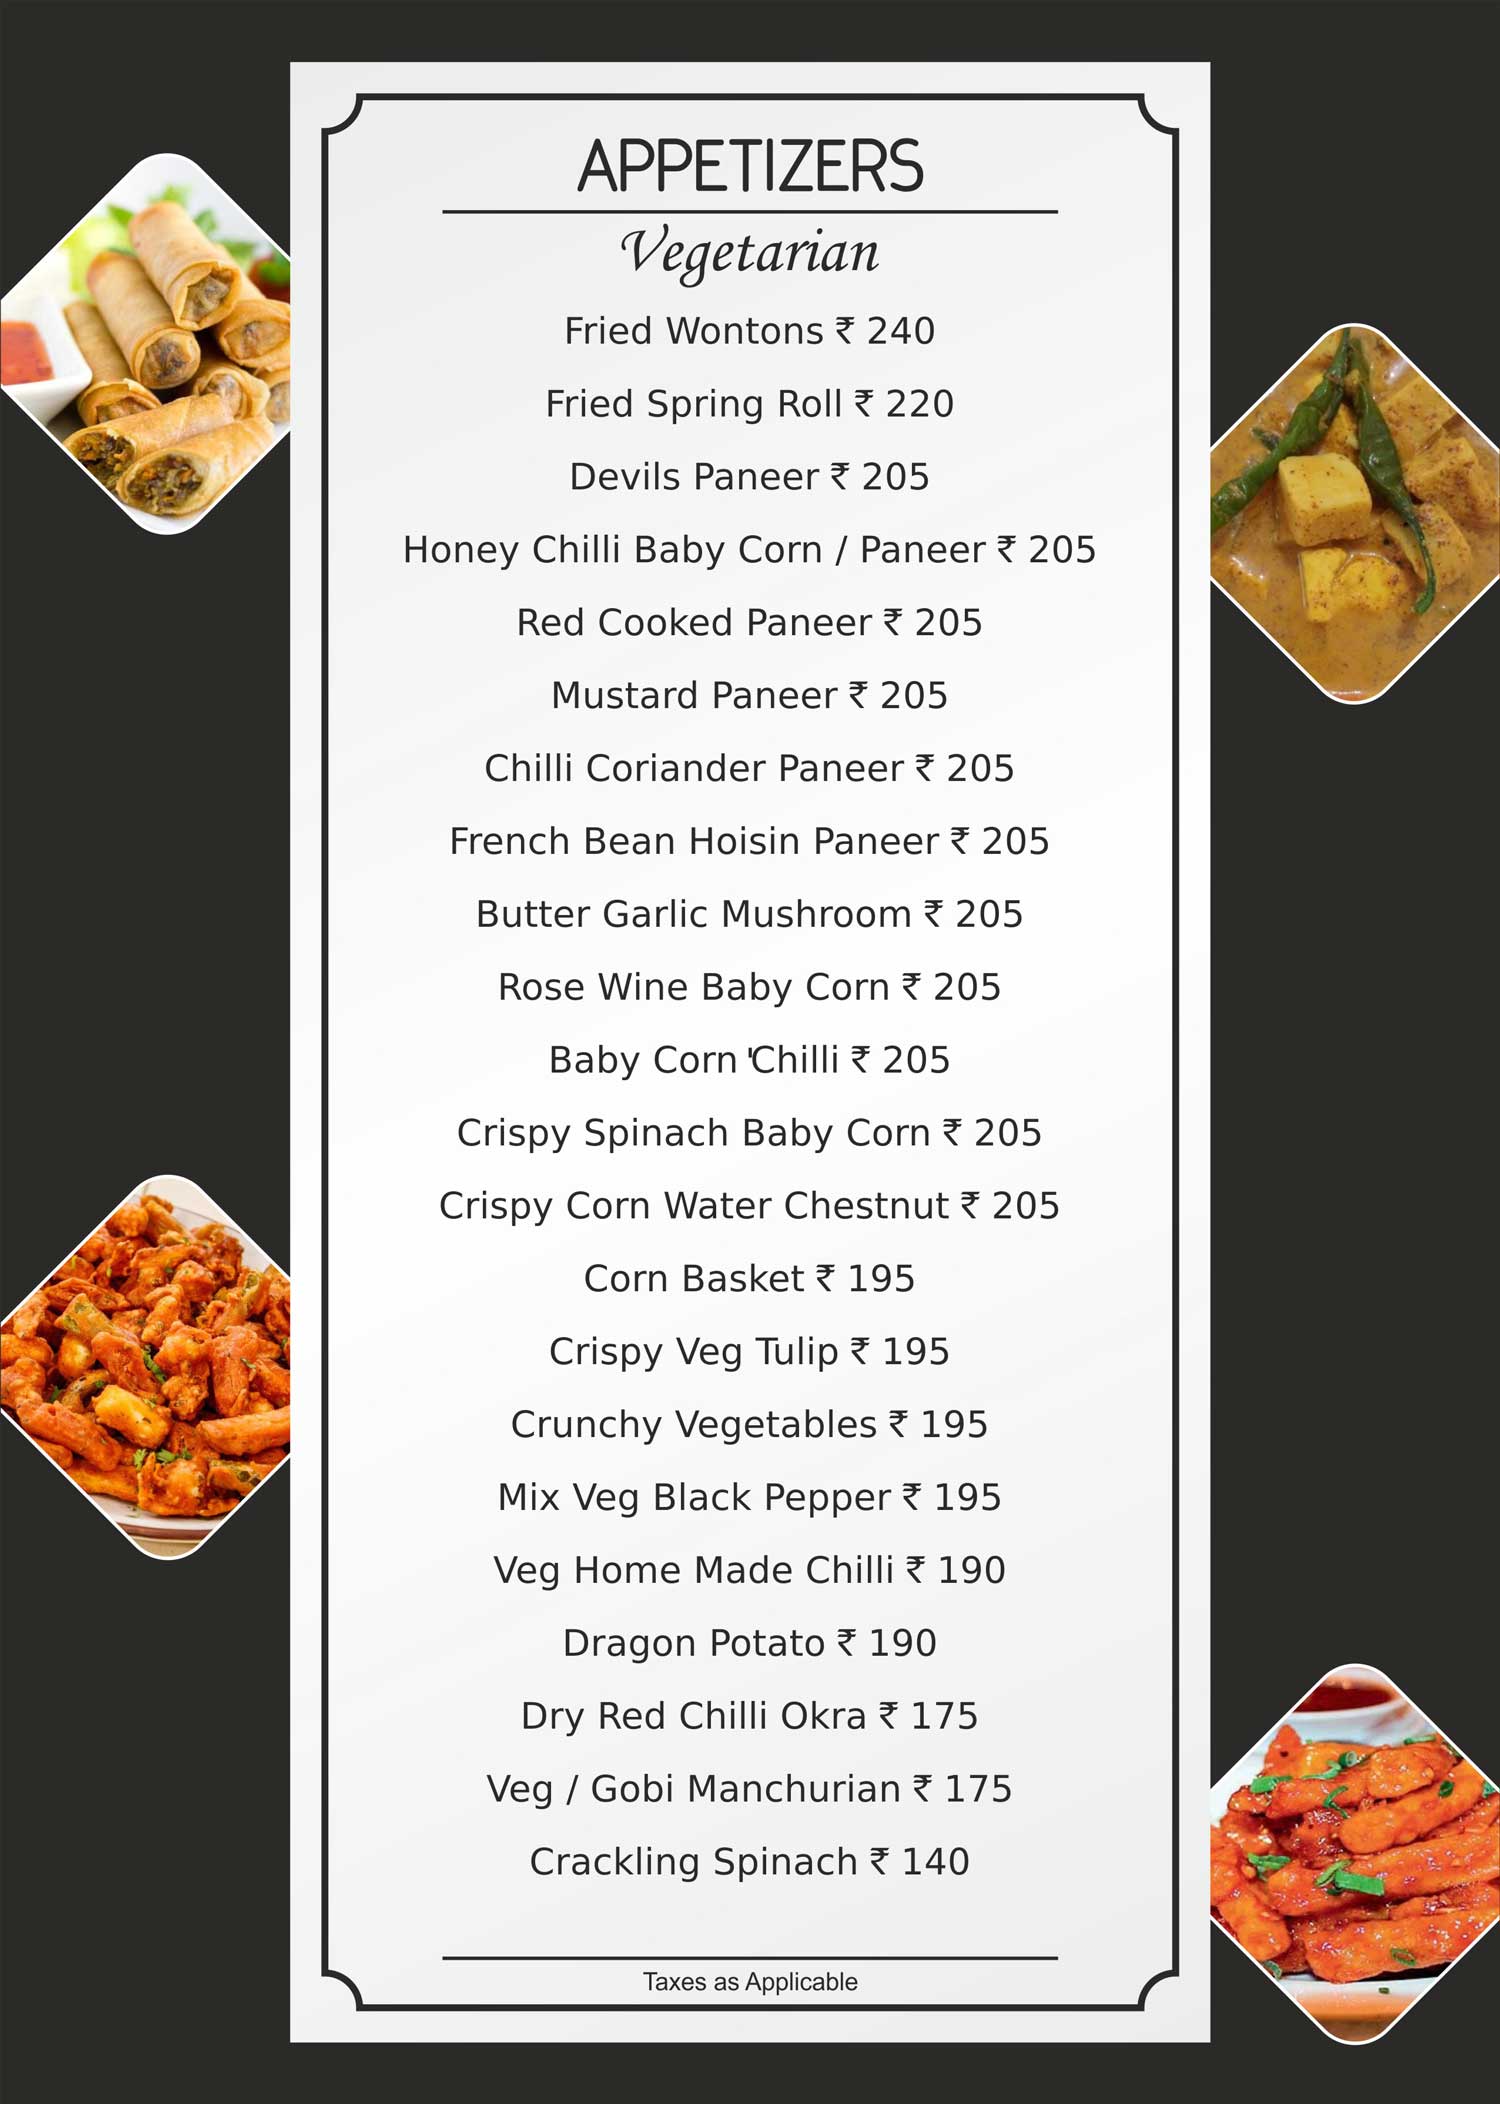 APPETIZERS
Vegetarian
Fried Wontons ₹ 240
Fried Spring Roll ₹ 220
Devils Paneer ₹ 205
Honey Chilli Baby Corn / Paneer ₹ 205
Red Cooked Paneer ₹ 205
Mustard Paneer ₹ 205
Chilli Coriander Paneer ₹ 205
French Bean Hoisin Paneer ₹ 205
Butter Garlic Mushroom ₹ 205
Rose Wine Baby Corn ₹ 205
Baby Corn 'Chilli ₹ 205
Crispy Spinach Baby Corn ₹ 205
Crispy Corn Water Chestnut ₹ 205
Corn Basket ₹ 195
Crispy Veg Tulip ₹ 195
Crunchy Vegetables ₹ 195
Mix Veg Black Pepper ₹ 195
Veg Home Made Chilli ₹ 190
Dragon Potato ₹ 190
Dry Red Chilli Okra ₹ 175
Veg / Gobi Manchurian ₹ 175
Crackling Spinach ₹ 140
Taxes as Applicable